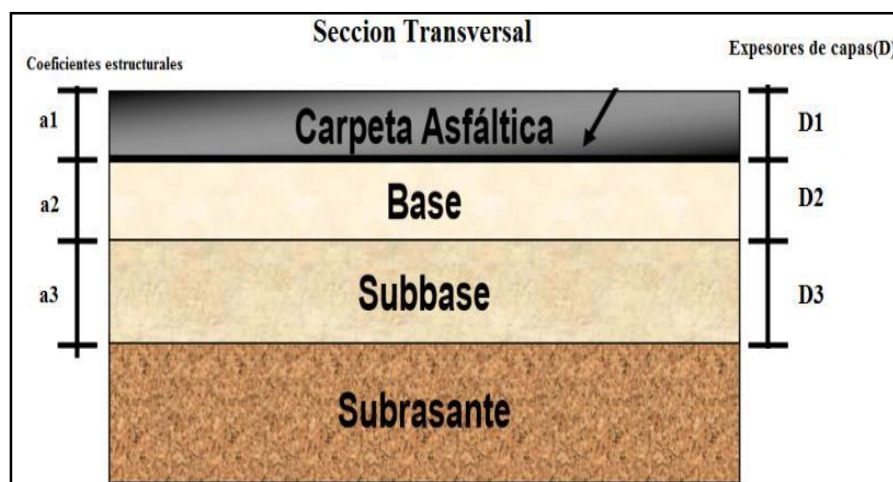 Seccion Transversal
Expesores de capas(D)
Coeficientes estructurales
a1
Carpeta Asfáltica
D1
a2
Base
D2
a3
Subbase
D3
Subrasante